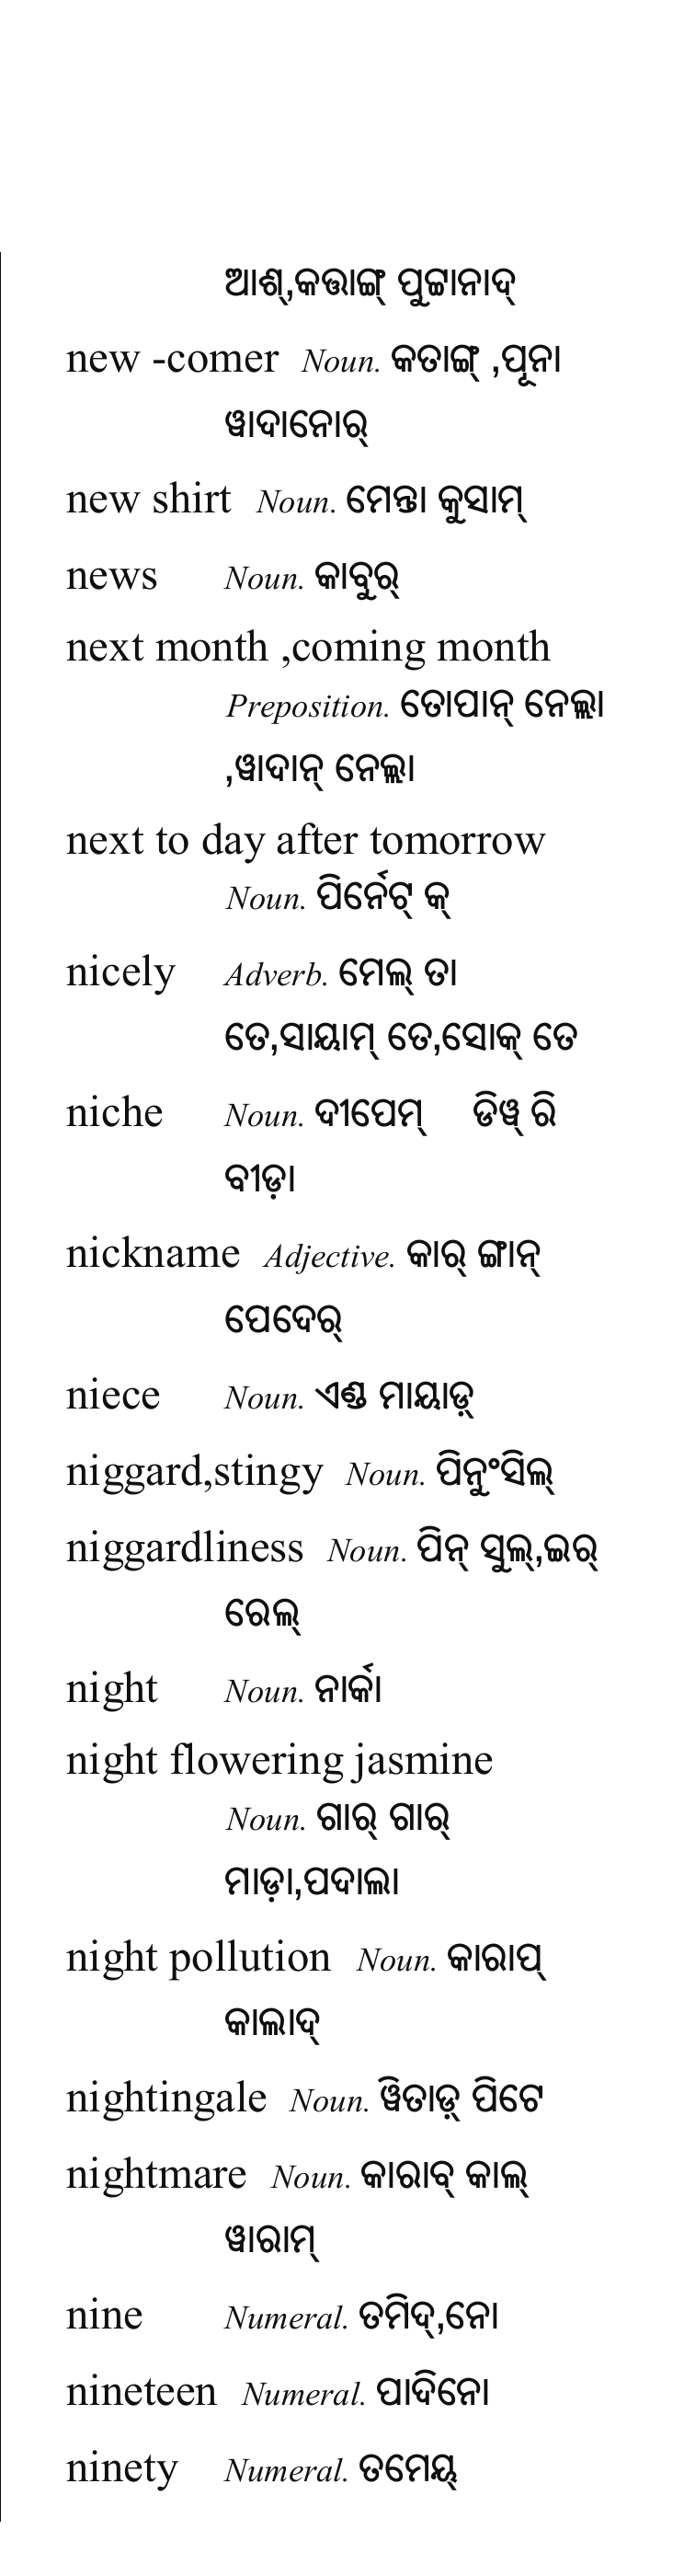 ଆଶ୍,କତ୍ତାଙ୍ଗ୍ ପୁଟ୍ଟାନାଦ୍
new -comer Noun. କତାଙ୍ଗ୍ ,ପୂନା
ୱାଦାନୋର୍
new shirt Noun. ମେନ୍ତା କୁସାମ୍
news Noun. କାବୁର୍
next month ,coming month
Preposition. ତୋପାନ୍ ନେଲ୍ଲା
,ୱାଦାନ୍ ନେଲ୍ଲା
next to day after tomorrow
Noun. ପିର୍ନେଟ୍ କ୍
nicely Adverb. ମେଲ୍ ତା
ତେ,ସାୟାମ୍ ତେ,ସୋକ୍ ତେ
niche Noun. ଦୀପେମ୍ ଡିୱ୍ ରି
ବୀଡ଼ା
nickname Adjective. କାର୍ ଙ୍ଗାନ୍
ପେଦେର୍
niece Noun. ଏଣ୍ଡ ମାୟାଡ଼୍
niggard,stingy Noun. ପିନୁଂସିଲ୍
niggardliness Noun. ପିନ୍ ସୁଲ୍,ଇର୍
ରେଲ୍
night Noun. ନାର୍କା
night flowering jasmine
Noun. ଗାର୍ ଗାର୍
ମାଡ଼ା,ପଦାଲା
night pollution Noun. କାରାପ୍
କାଲାଦ୍
nightingale Noun. ୱିତାଡ଼୍ ପିଟେ
nightmare Noun. କାରାବ୍ କାଲ୍
ୱାରାମ୍
nine Numeral. ତମିଦ୍,ନୋ
nineteen Numeral. ପାଦିନୋ
ninety Numeral. ତମେୟ୍